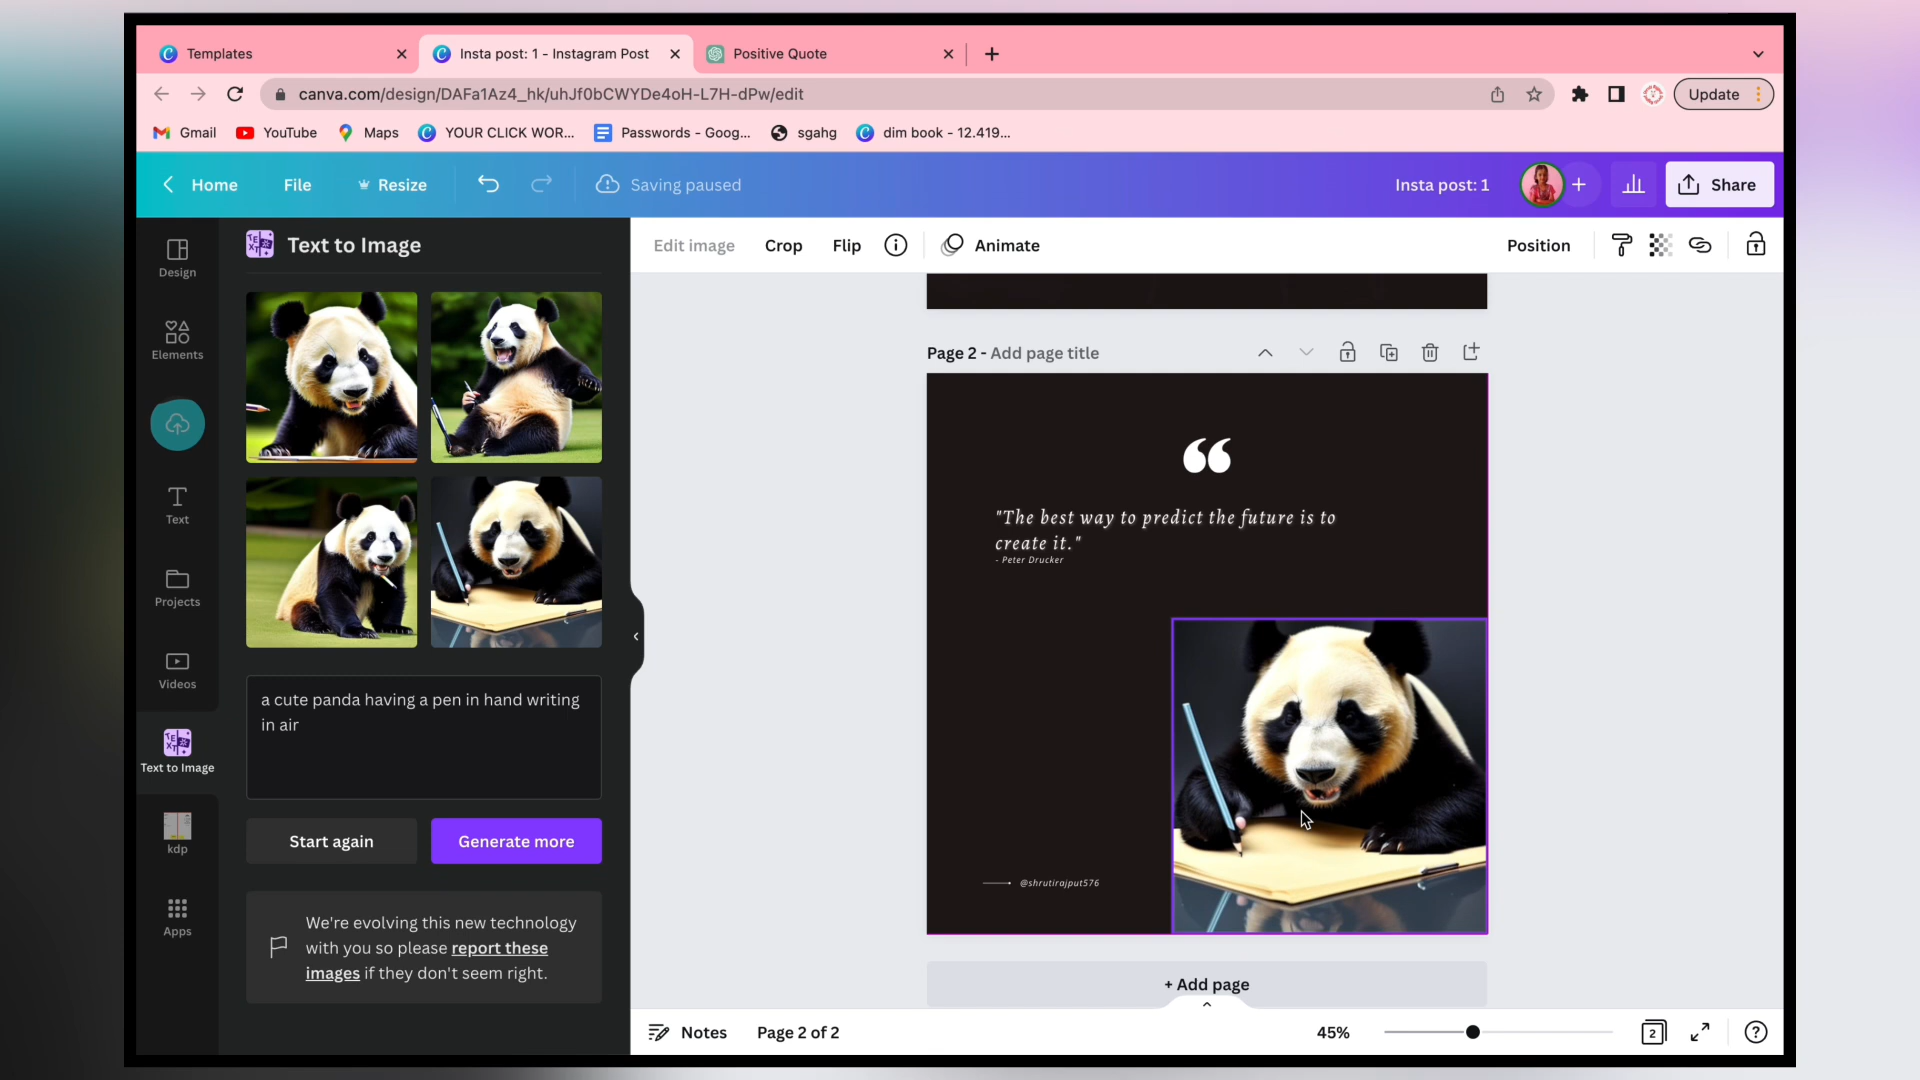 Templates
Insta post: 1 - Instagram Post
Positive Quote
canva.com/design/DAFa1Az4_hk/uhJf0bCWYDe4oH-L7H-dPw/edit
Update
Gmail
YouTube
Maps
YOUR CLICK WOR...
Passwords - Goog...
sgahg
dim book - 12.419...
Home
File
Resize
Saving paused
Insta post: 1
Share
Text to Image
Edit image
Crop
Flip
Animate
Position
Design
Elements
Text
Projects
Videos
Text to Image
kdp
Apps
a cute panda having a pen in hand writing
in air
Start again
Generate more
We're evolving this new technology
with you so please report these
images if they don't seem right.
Page 2 - Add page title
"The best way to predict the future is to
create it."
- Peter Drucker
@shrutirajput576
+ Add page
Notes
Page 2 of 2
45%
2